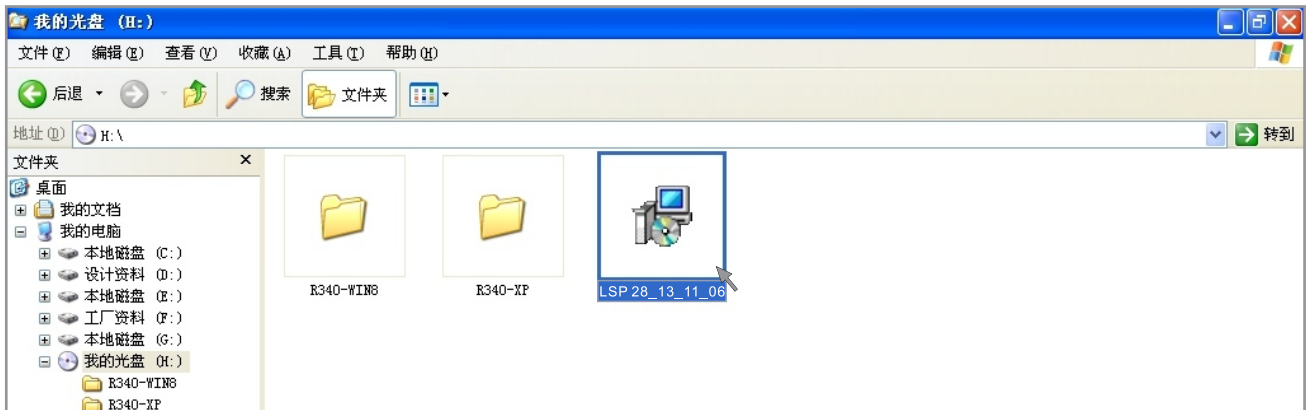 我的光盘 (H:)
文件(F) 编辑(E) 查看(V) 收藏(A) 工具(T) 帮助(H)
后退 搜索 文件夹
地址(D) H:\ 转到
文件夹
桌面
我的文档
我的电脑
本地磁盘 (C:)
设计资料 (D:)
本地磁盘 (E:)
工厂资料 (F:)
本地磁盘 (G:)
我的光盘 (H:)
R340-WIN8
R340-XP
R340-WIN8
R340-XP
LSP 28_13_11_06